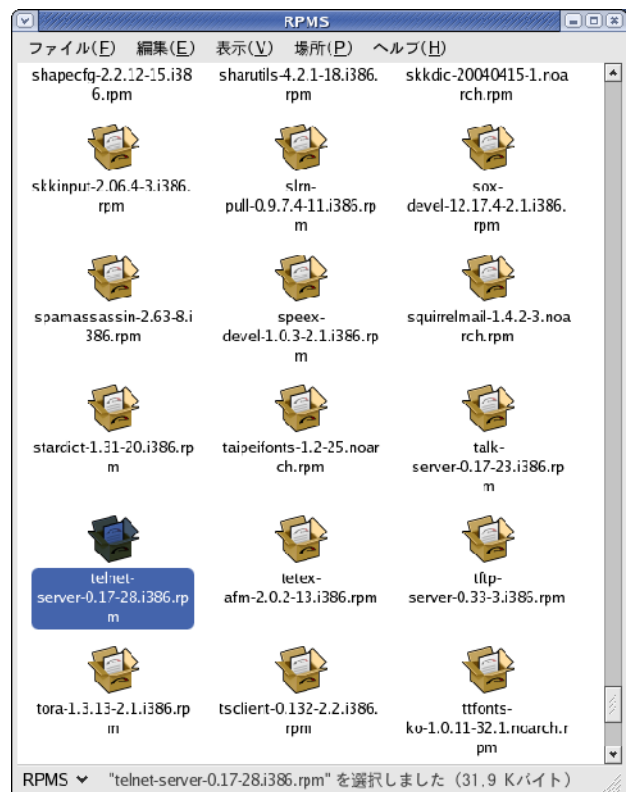 RPMS
ファイル(F) 編集(E) 表示(V) 場所(P) ヘルプ(H)
shapecfg-2.2.12-15.i38
6.rpm
sharutils-4.2.1-18.i386.
rpm
skkdic-20040415-1.noa
rch.rpm
skkinput-2.06.4-3.i386.
rpm
slrn-
pull-0.9.7.4-11.i386.rp
m
sox-
devel-12.17.4-2.1.i386.
rpm
spamassassin-2.63-8.i
386.rpm
speex-
devel-1.0.3-2.1.i386.rp
m
squirrelmail-1.4.2-3.noa
rch.rpm
stardict-1.31-20.i386.rp
m
taipeifonts-1.2-25.noar
ch.rpm
talk-
server-0.17-23.i386.rp
m
telnet-
server-0.17-28.i386.rp
m
tetex-
afm-2.0.2-13.i386.rpm
tftp-
server-0.33-3.i386.rpm
tora-1.3.13-2.1.i386.rp
m
tsclient-0.132-2.2.i386.
rpm
ttfonts-
ko-1.0.11-32.1.noarch.r
pm
RPMS "telnet-server-0.17-28.i386.rpm" を選択しました（31.9 Kバイト）